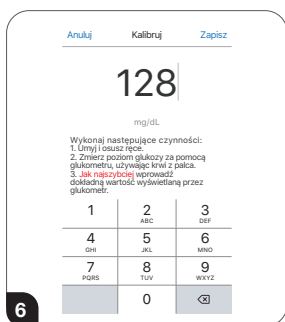 Anuluj Kalibruj Zapisz
128
mg/dL
Wykonaj następujące czynności:
1. Umyj i osusz ręce.
2. Zmierz poziom glukozy za pomocą
glukometru, używając krwi z palca.
3. Jak najszybciej wprowadź
dokładną wartość wyświetlaną przez
glukometr.
1 2 3
ABC DEF
4 5 6
GHI JKL MNO
7 8 9
PQRS TUV WXYZ
0
6